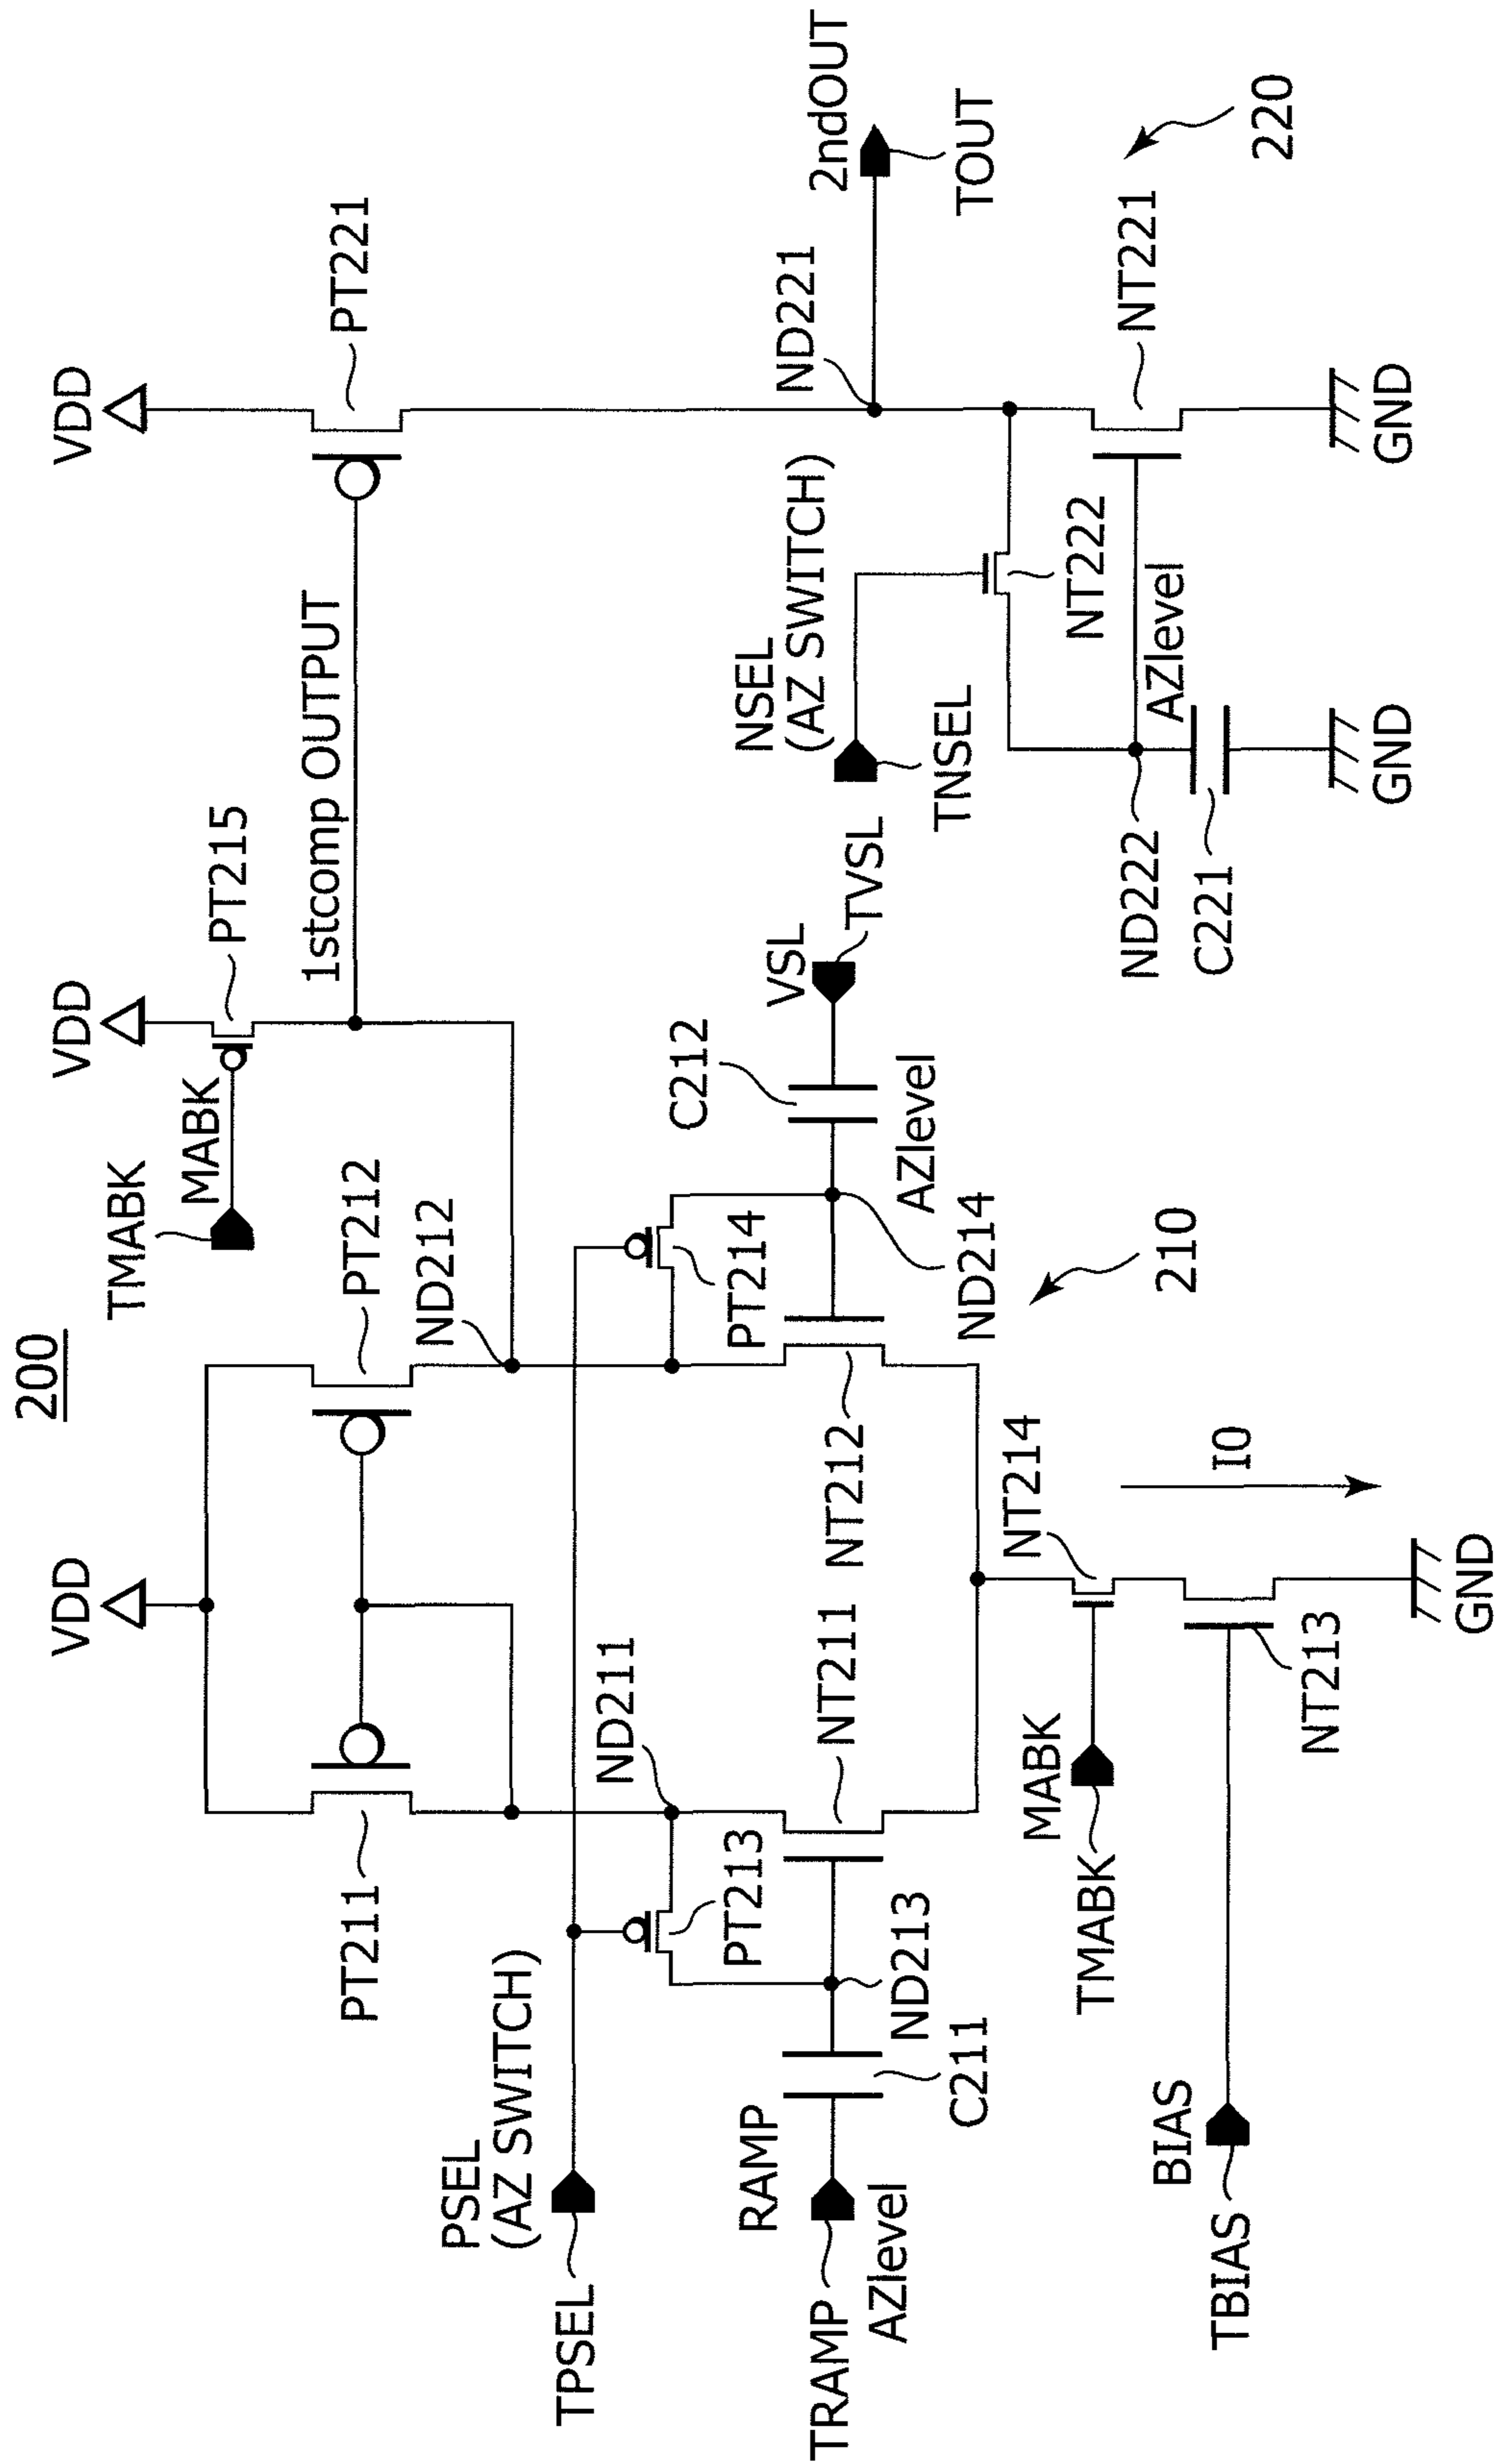 200
VDD
VDD
VDD
TMABK
MABK
PT215
PT211
PT212
1stcomp OUTPUT
PT221
ND212
PSEL
(AZ SWITCH)
TPSEL
ND211
PT213
PT214
C212
VSL
TVSL
NSEL
(AZ SWITCH)
TNSEL
ND221
2ndOUT
TOUT
RAMP
TRAMP
AZlevel
C211
ND213
NT211
NT212
AZlevel
ND214
NT222
AZlevel
ND222
C221
NT221
MABK
TMABK
NT214
210
220
BIAS
TBIAS
NT213
I0
GND
GND
GND